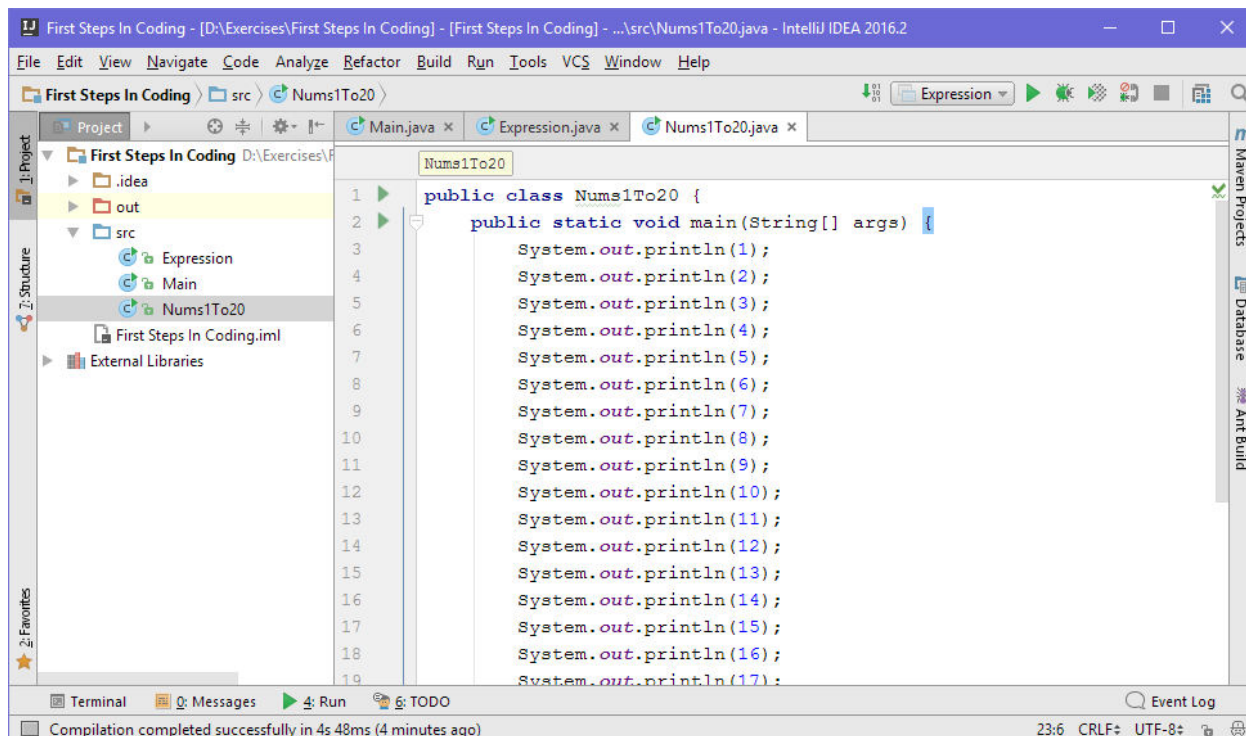 First Steps In Coding - [D:\Exercises\First Steps In Coding] - [First Steps In Coding] - ...\src\Nums1To20.java - IntelliJ IDEA 2016.2
File Edit View Navigate Code Analyze Refactor Build Run Tools VCS Window Help
First Steps In Coding src Nums1To20 Expression
Project
Main.java Expression.java Nums1To20.java
1: Project
7: Structure
2: Favorites
First Steps In Coding D:\Exercises\F
.idea
out
src
Expression
Main
Nums1To20
First Steps In Coding.iml
External Libraries
Nums1To20
1 public class Nums1To20 {
2 public static void main(String[] args) {
3 System.out.println(1);
4 System.out.println(2);
5 System.out.println(3);
6 System.out.println(4);
7 System.out.println(5);
8 System.out.println(6);
9 System.out.println(7);
10 System.out.println(8);
11 System.out.println(9);
12 System.out.println(10);
13 System.out.println(11);
14 System.out.println(12);
15 System.out.println(13);
16 System.out.println(14);
17 System.out.println(15);
18 System.out.println(16);
19 System.out.println(17);
Maven Projects
Database
Ant Build
Terminal 0: Messages 4: Run 6: TODO Event Log
Compilation completed successfully in 4s 48ms (4 minutes ago) 23:6 CRLF UTF-8